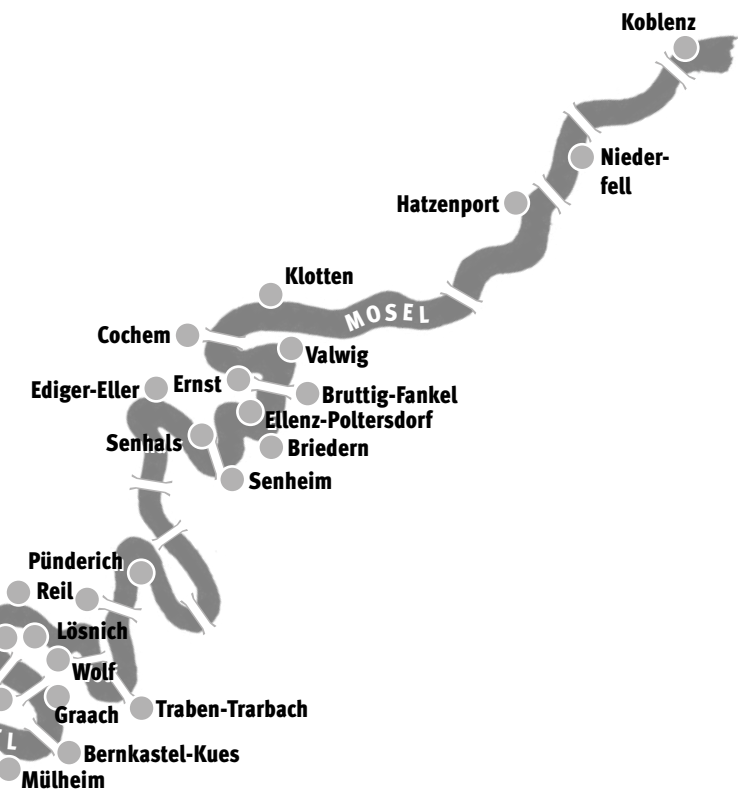 Koblenz
Nieder-
fell
Hatzenport
Klotten
MOSEL
Cochem
Valwig
Ediger-Eller
Ernst
Bruttig-Fankel
Ellenz-Poltersdorf
Senhals
Briedern
Senheim
Pünderich
Reil
Lösnich
Wolf
Graach
Traben-Trarbach
L
Bernkastel-Kues
Mülheim